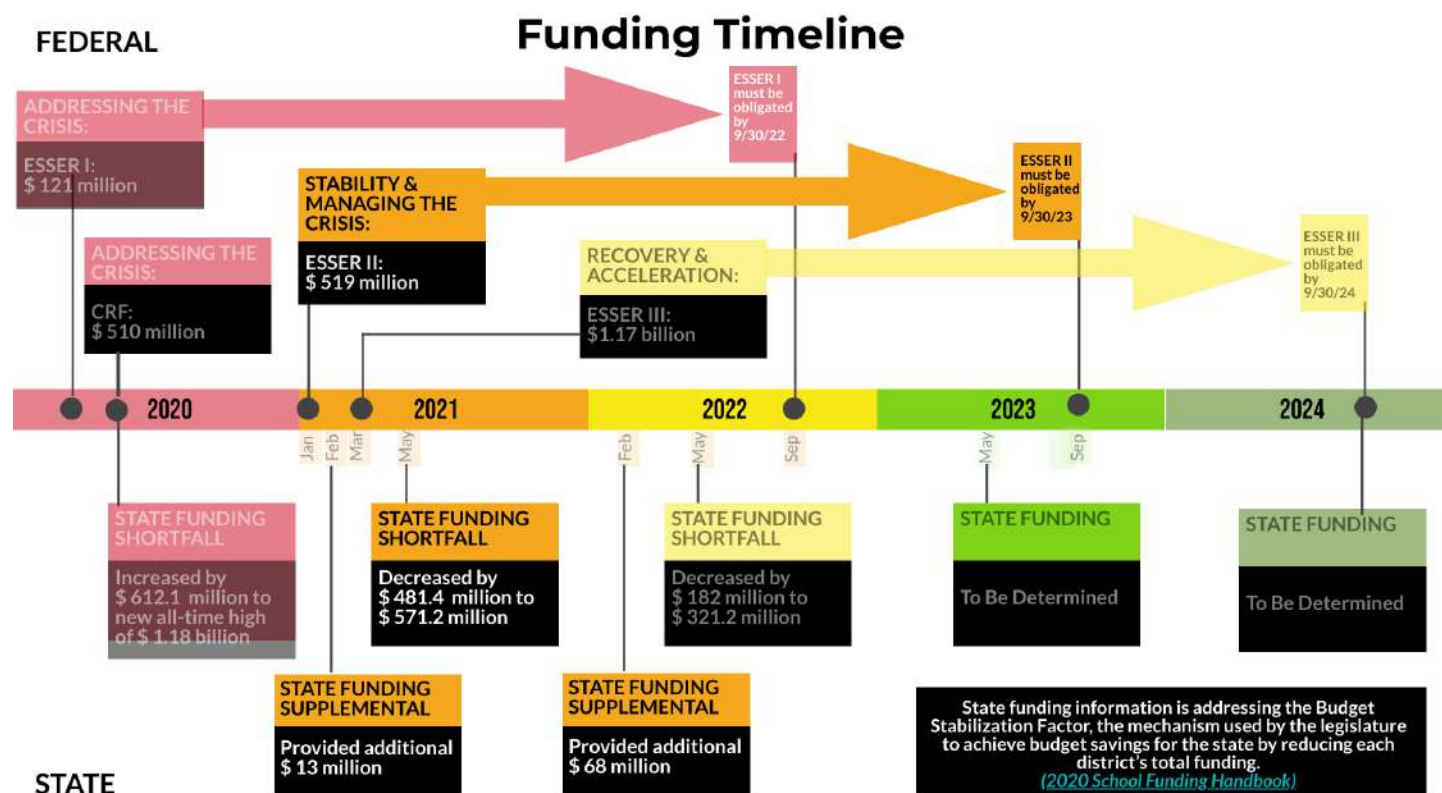 Funding Timeline
FEDERAL
ADDRESSING THE
CRISIS:
ESSER I:
$ 121 million
ESSER I
must be
obligated
by
9/30/22
STABILITY &
MANAGING THE
CRISIS:
ESSER II:
$ 519 million
ESSER II
must be
obligated
by
9/30/23
ADDRESSING THE
CRISIS:
CRF:
$ 510 million
RECOVERY &
ACCELERATION:
ESSER III:
$1.17 billion
ESSER III
must be
obligated
by
9/30/24
2020
2021
2022
2023
2024
Jan
Feb
Mar
May
Feb
May
Sep
May
Sep
STATE FUNDING
SHORTFALL
Increased by
$ 612.1 million to
new all-time high
of $ 1.18 billion
STATE FUNDING
SHORTFALL
Decreased by
$ 481.4 million to
$ 571.2 million
STATE FUNDING
SHORTFALL
Decreased by
$ 182 million to
$ 321.2 million
STATE FUNDING
To Be Determined
STATE FUNDING
To Be Determined
STATE FUNDING
SUPPLEMENTAL
Provided additional
$ 13 million
STATE FUNDING
SUPPLEMENTAL
Provided additional
$ 68 million
State funding information is addressing the Budget
Stabilization Factor, the mechanism used by the legislature
to achieve budget savings for the state by reducing each
district's total funding.
(2020 School Funding Handbook)
STATE